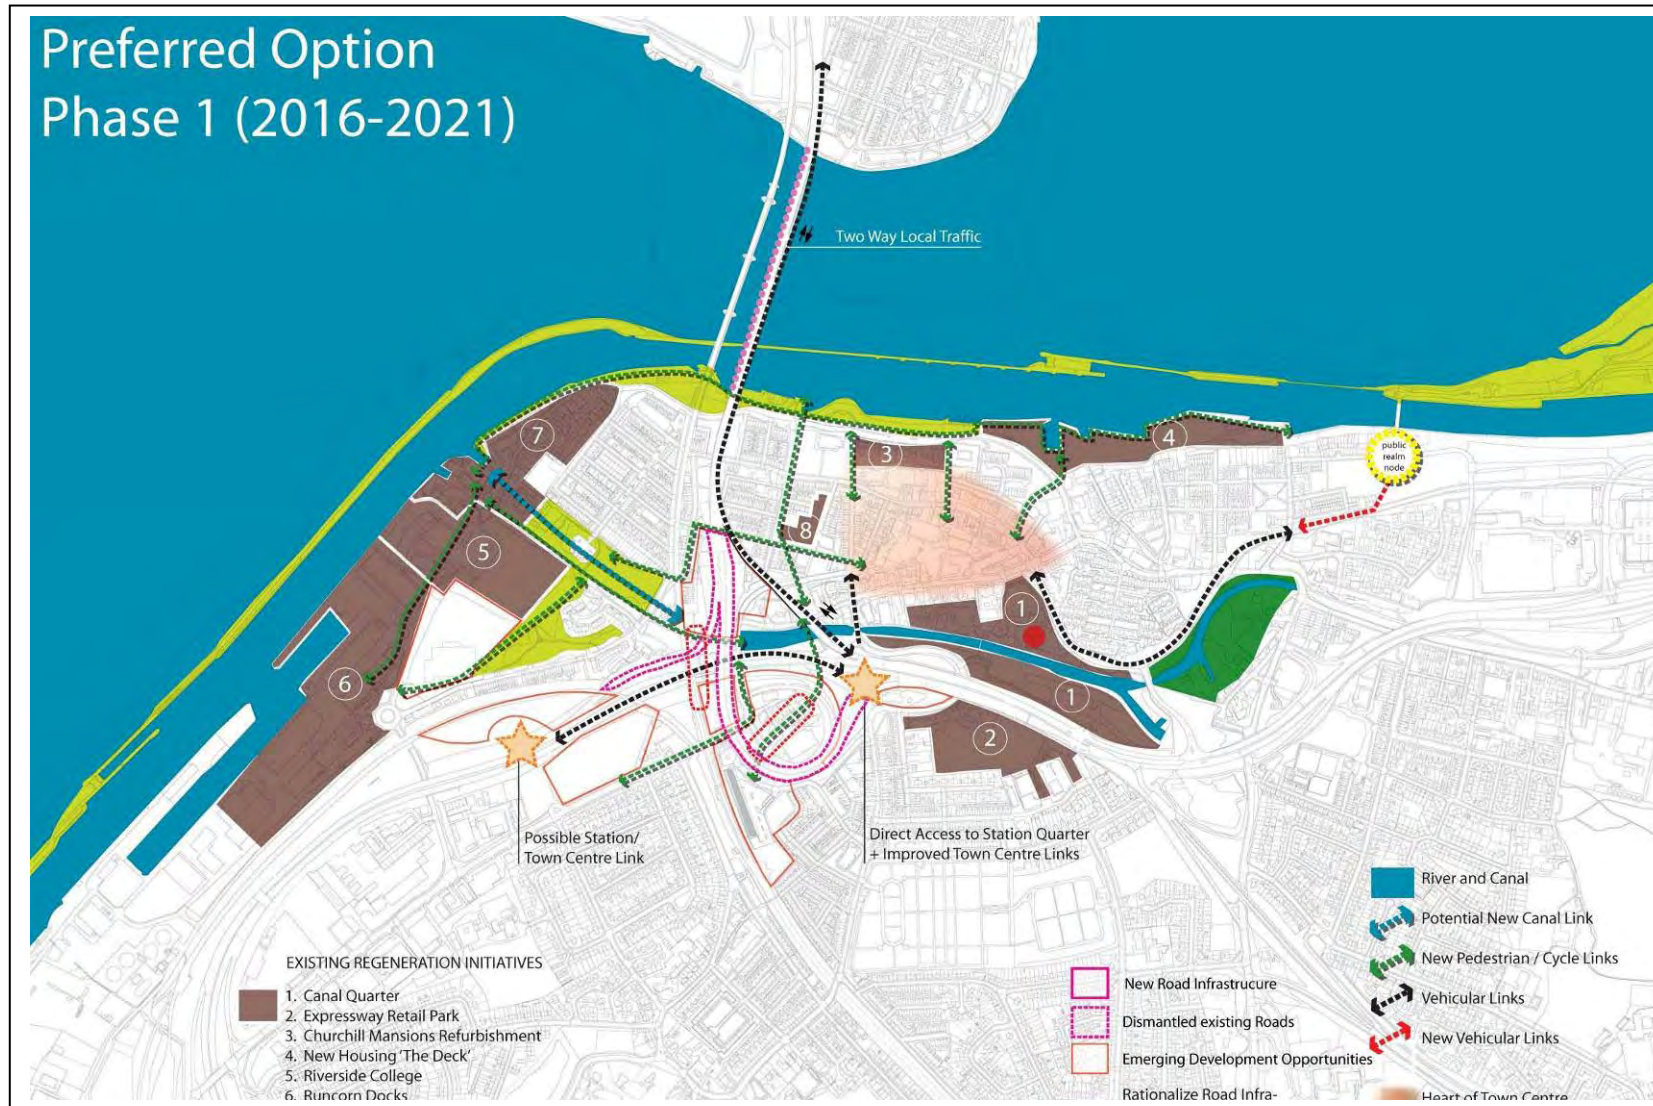 Preferred Option
Phase 1 (2016-2021)
Two Way Local Traffic
7
3
4
public
realm
node
8
5
1
6
1
2
Possible Station/
Town Centre Link
Direct Access to Station Quarter
+ Improved Town Centre Links
EXISTING REGENERATION INITIATIVES
1. Canal Quarter
2. Expressway Retail Park
3. Churchill Mansions Refurbishment
4. New Housing 'The Deck'
5. Riverside College
6. Runcorn Docks
New Road Infrastrucure
Dismantled existing Roads
Emerging Development Opportunities
Rationalize Road Infra-
River and Canal
Potential New Canal Link
New Pedestrian / Cycle Links
Vehicular Links
New Vehicular Links
Heart of Town Centre